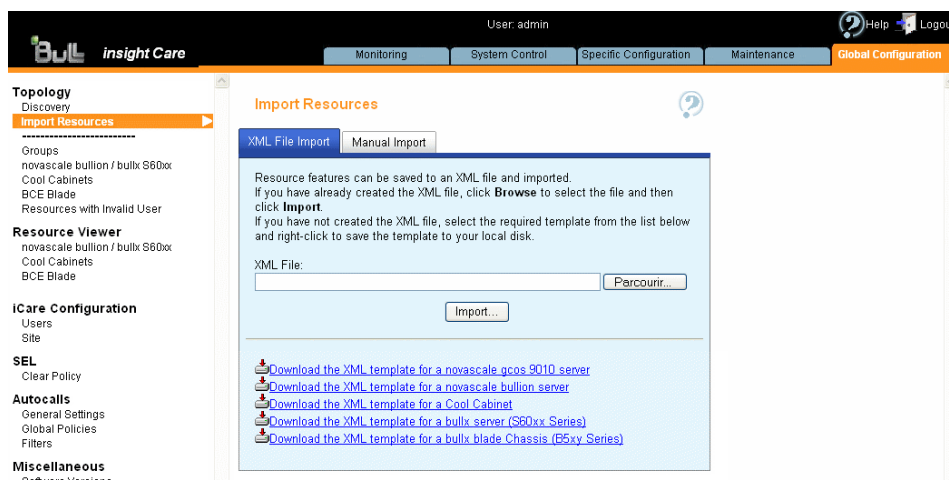 User: admin
Help Logou
Bull insight Care
Monitoring System Control Specific Configuration Maintenance Global Configuration
Topology
Discovery
Import Resources
-------------------------
Groups
novascale bullion / bullx S60xx
Cool Cabinets
BCE Blade
Resources with Invalid User
Resource Viewer
novascale bullion / bullx S60xx
Cool Cabinets
BCE Blade
iCare Configuration
Users
Site
SEL
Clear Policy
Autocalls
General Settings
Global Policies
Filters
Miscellaneous
Software Versions
Import Resources
XML File Import Manual Import
Resource features can be saved to an XML file and imported.
If you have already created the XML file, click Browse to select the file and then
click Import.
If you have not created the XML file, select the required template from the list below
and right-click to save the template to your local disk.
XML File:
Parcourir...
Import...
Download the XML template for a novascale gcos 9010 server
Download the XML template for a novascale bullion server
Download the XML template for a Cool Cabinet
Download the XML template for a bullx server (S60xx Series)
Download the XML template for a bullx blade Chassis (B5xy Series)